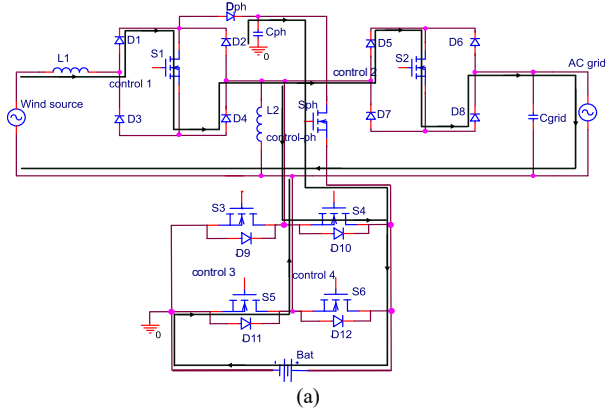 Dph
D1
S1
D2
Cph
0
D5
S2
D6
L1
control 1
control 2
AC grid
Wind source
D3
D4
L2
Sph
control-ph
D7
D8
Cgrid
S3
S4
D9
D10
control 3
control 4
S5
S6
0
D11
D12
- Bat +
(a)